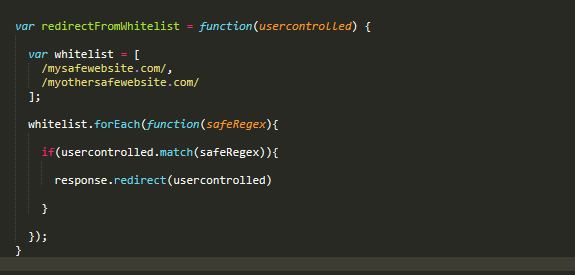 var redirectFromWhitelist = function(usercontrolled) {
var whitelist = [
/mysafewebsite.com/,
/myothersafewebsite.com/
];
whitelist.forEach(function(safeRegex){
if(usercontrolled.match(safeRegex)){
response.redirect(usercontrolled)
}
});
}